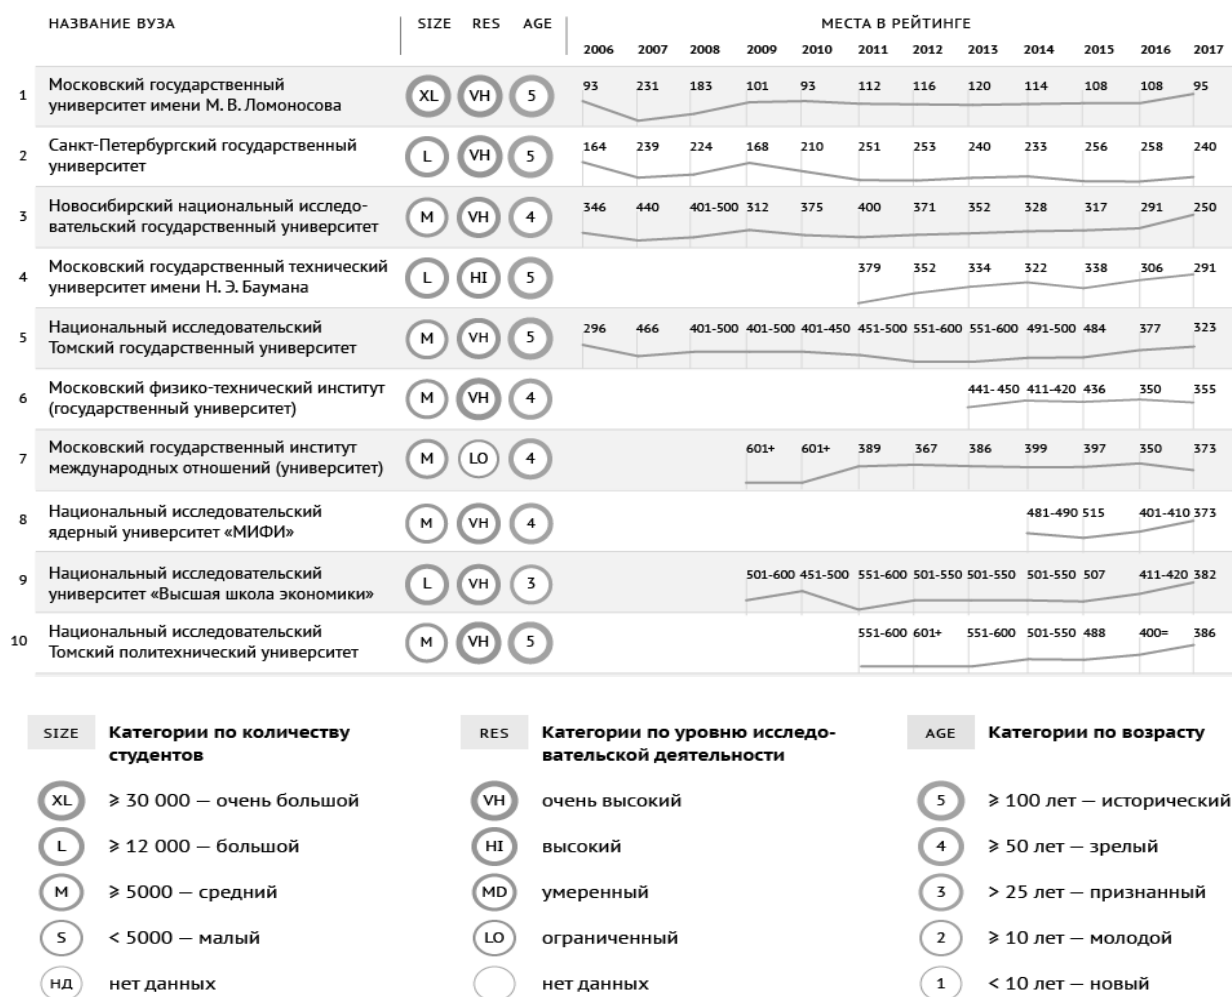 НАЗВАНИЕ ВУЗА SIZE RES AGE МЕСТА В РЕЙТИНГЕ
2006 2007 2008 2009 2010 2011 2012 2013 2014 2015 2016 2017
1 Московский государственный университет имени М. В. Ломоносова XL VH 5 93 231 183 101 93 112 116 120 114 108 108 95
2 Санкт-Петербургский государственный университет L VH 5 164 239 224 168 210 251 253 240 233 256 258 240
3 Новосибирский национальный исследо-
вательский государственный университет M VH 4 346 440 401-500 312 375 400 371 352 328 317 291 250
4 Московский государственный технический
университет имени Н. Э. Баумана L HI 5 379 352 334 322 338 306 291
5 Национальный исследовательский
Томский государственный университет M VH 5 296 466 401-500 401-500 401-450 451-500 551-600 551-600 491-500 484 377 323
6 Московский физико-технический институт
(государственный университет) M VH 4 441- 450 411-420 436 350 355
7 Московский государственный институт
международных отношений (университет) M LO 4 601+ 601+ 389 367 386 399 397 350 373
8 Национальный исследовательский
ядерный университет «МИФИ» M VH 4 481-490 515 401-410 373
9 Национальный исследовательский
университет «Высшая школа экономики» L VH 3 501-600 451-500 551-600 501-550 501-550 501-550 507 411-420 382
10 Национальный исследовательский
Томский политехнический университет M VH 5 551-600 601+ 551-600 501-550 488 400= 386
SIZE Категории по количеству
студентов
XL ⩾ 30 000 — очень большой
L ⩾ 12 000 — большой
M ⩾ 5000 — средний
S < 5000 — малый
НД нет данных
RES Категории по уровню исследо-
вательской деятельности
VH очень высокий
HI высокий
MD умеренный
LO ограниченный
нет данных
AGE Категории по возрасту
5 ⩾ 100 лет — исторический
4 ⩾ 50 лет — зрелый
3 > 25 лет — признанный
2 ⩾ 10 лет — молодой
1 < 10 лет — новый